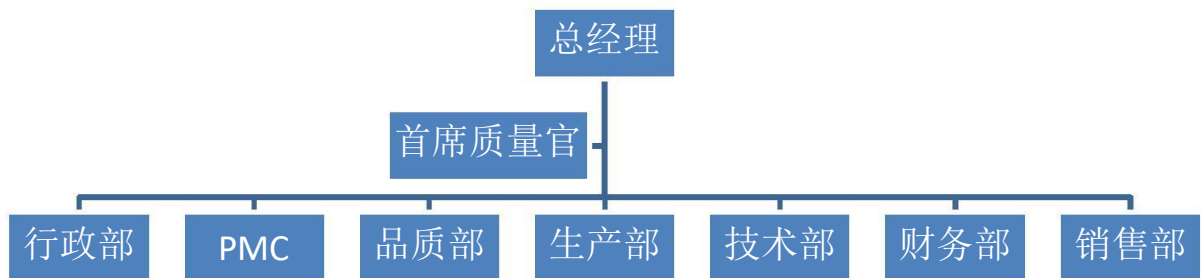 总经理
首席质量官
行政部
PMC
品质部
生产部
技术部
财务部
销售部